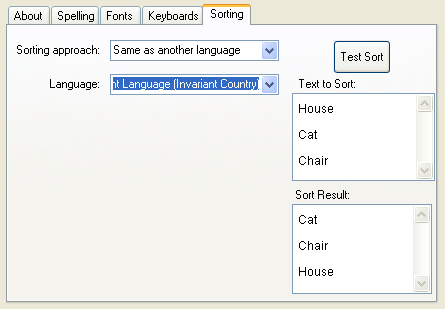 About Spelling Fonts Keyboards Sorting
Sorting approach: Same as another language
Test Sort
Language: nt Language (Invariant Country)
Text to Sort:
House
Cat
Chair
Sort Result:
Cat
Chair
House